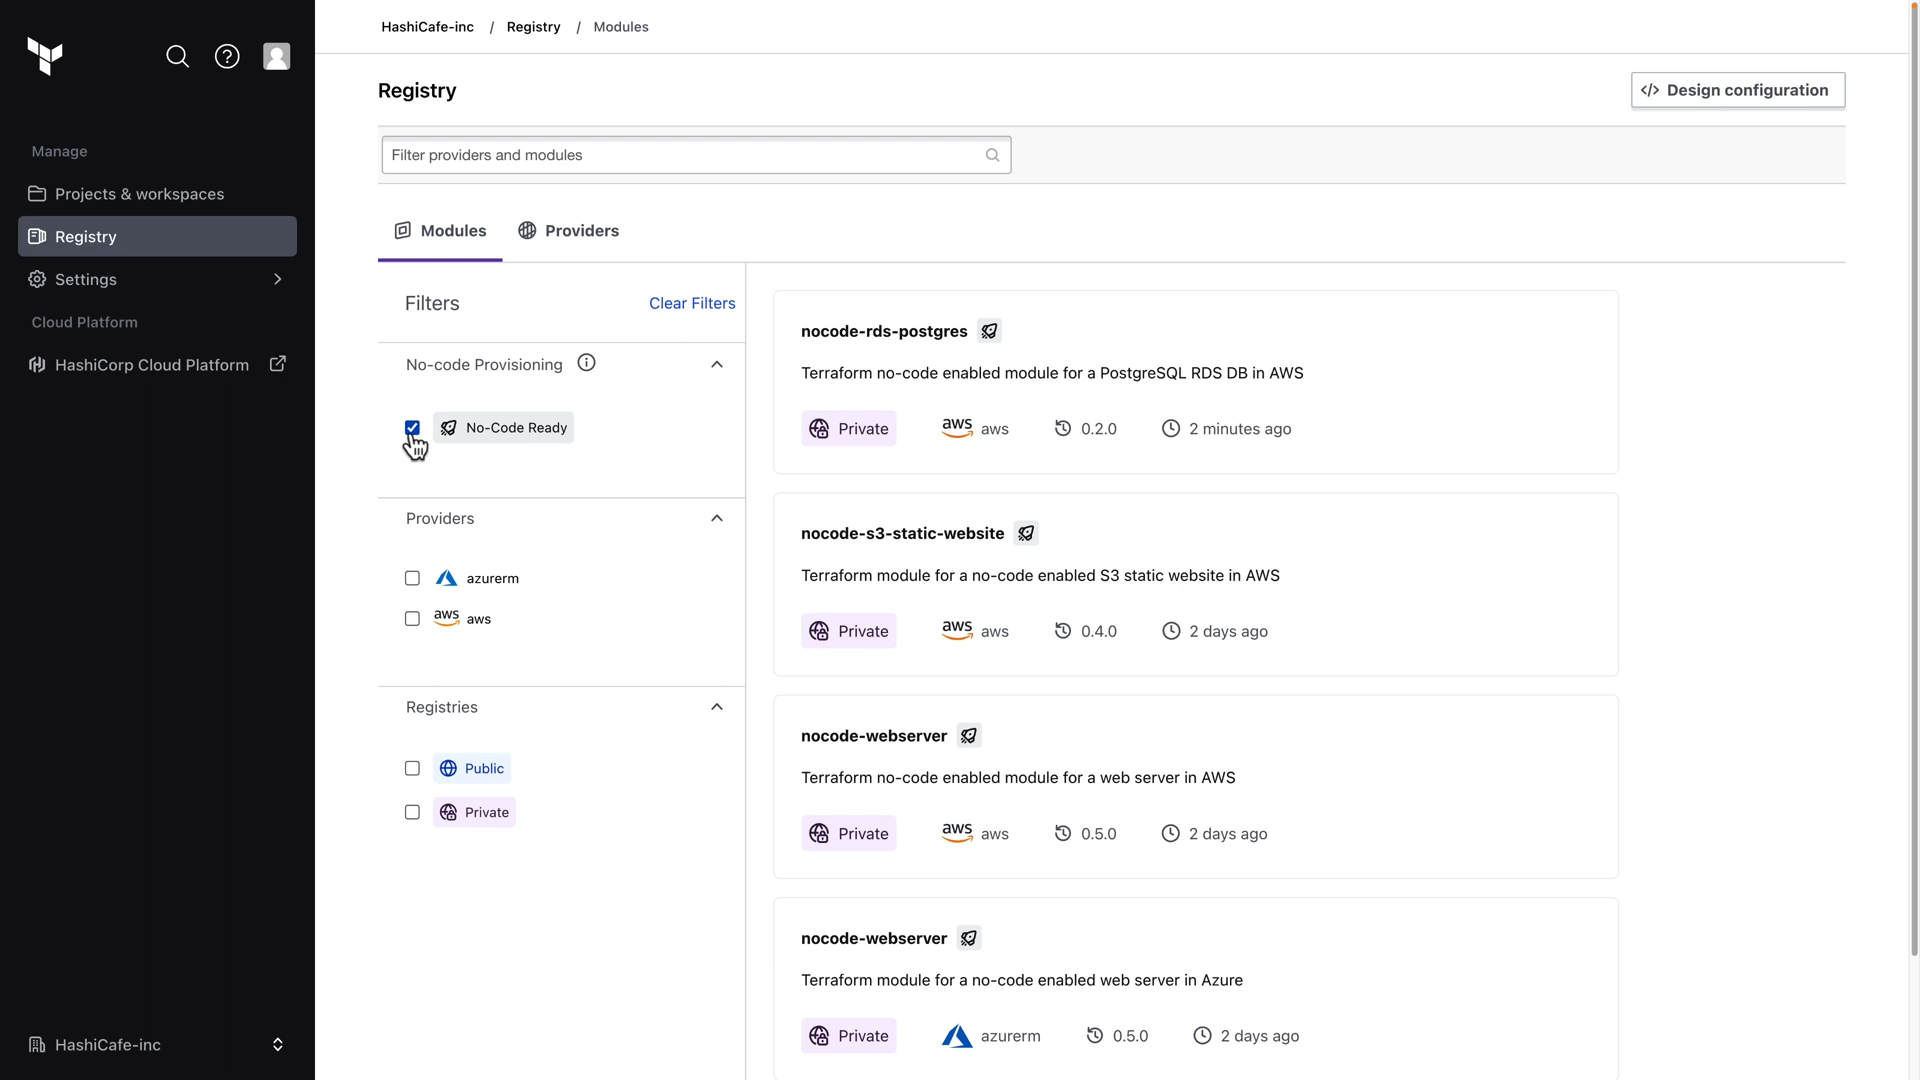 HashiCafe-inc / Registry / Modules
Registry
Design configuration
Filter providers and modules
Manage
Projects & workspaces
Registry
Settings
Cloud Platform
HashiCorp Cloud Platform
HashiCafe-inc
Modules
Providers
Filters
Clear Filters
No-code Provisioning
No-Code Ready
Providers
azurerm
aws aws
Registries
Public
Private
nocode-rds-postgres
Terraform no-code enabled module for a PostgreSQL RDS DB in AWS
Private aws aws 0.2.0 2 minutes ago
nocode-s3-static-website
Terraform module for a no-code enabled S3 static website in AWS
Private aws aws 0.4.0 2 days ago
nocode-webserver
Terraform no-code enabled module for a web server in AWS
Private aws aws 0.5.0 2 days ago
nocode-webserver
Terraform module for a no-code enabled web server in Azure
Private azurerm 0.5.0 2 days ago